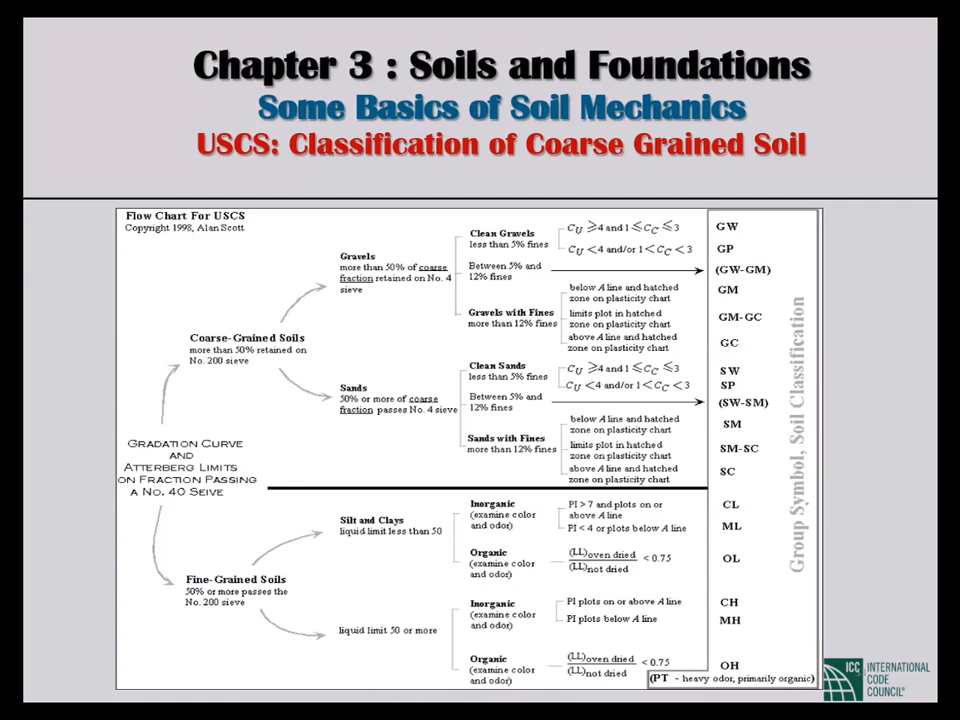 Chapter 3 : Soils and Foundations
Some Basics of Soil Mechanics
USCS: Classification of Coarse Grained Soil
Flow Chart For USCS
Copyright 1998, Alan Scott
GRADATION CURVE
AND
ATTERBERG LIMITS
ON FRACTION PASSING
A NO. 40 SEIVE
Coarse-Grained Soils
more than 50% retained on
No. 200 sieve
Gravels
more than 50% of coarse
fraction retained on No. 4
sieve
Clean Gravels
less than 5% fines
C_U ≥4 and 1 ≤C_C ≤3
GW
C_U <4 and/or 1<C_C <3
GP
Between 5% and
12% fines
(GW-GM)
Gravels with Fines
more than 12% fines
below A line and hatched
zone on plasticity chart
GM
limits plot in hatched
zone on plasticity chart
GM-GC
above A line and hatched
zone on plasticity chart
GC
Sands
50% or more of coarse
fraction passes No. 4 sieve
Clean Sands
less than 5% fines
C_U ≥4 and 1≤C_C ≤3
SW
C_U <4 and/or 1<C_C <3
SP
Between 5% and
12% fines
(SW-SM)
Sands with Fines
more than 12% fines
below A line and hatched
zone on plasticity chart
SM
limits plot in hatched
zone on plasticity chart
SM-SC
above A line and hatched
zone on plasticity chart
SC
Fine-Grained Soils
50% or more passes the
No. 200 sieve
Silt and Clays
liquid limit less than 50
Inorganic
(examine color
and odor)
PI > 7 and plots on or
above A line
CL
PI < 4 or plots below A line
ML
Organic
(examine color
and odor)
(LL)oven dried
(LL)not dried
< 0.75
OL
liquid limit 50 or more
Inorganic
(examine color
and odor)
PI plots on or above A line
CH
PI plots below A line
MH
Organic
(examine color
and odor)
(LL)oven dried
(LL)not dried
< 0.75
OH
(PT - heavy odor, primarily organic)
Group Symbol, Soil Classification
ICC
INTERNATIONAL
CODE
COUNCIL®